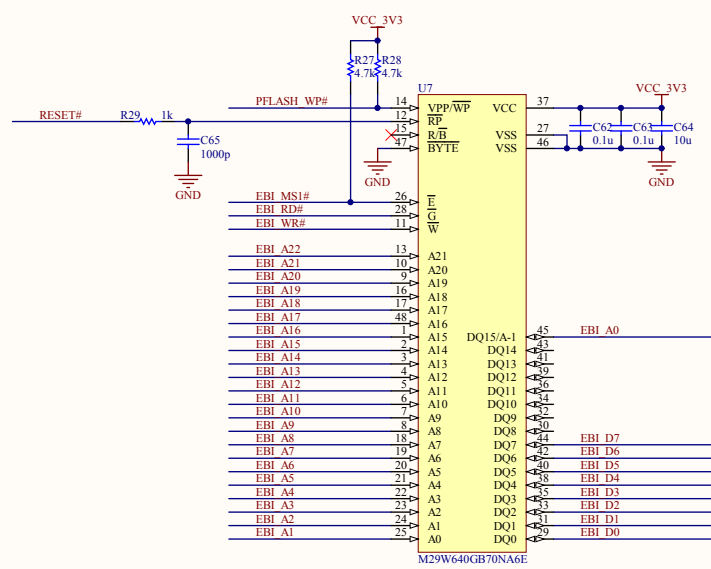 VCC_3V3
R27 R28
4.7k 4.7k
U7
VCC_3V3
PFLASH_WP# 14 VPP/WP VCC 37
RESET# R29 1k 12 RP
15 R/B VSS 27 C62 C63 C64
C65 47 BYTE VSS 46 0.1u 0.1u 10u
1000p
GND GND GND
EBI_MS1# 26 E
EBI_RD# 28 G
EBI_WR# 11 W
EBI_A22 13 A21
EBI_A21 10 A20
EBI_A20 9 A19
EBI_A19 16 A18
EBI_A18 17 A17
EBI_A17 48 A16
EBI_A16 1 A15 DQ15/A-1 45 EBI_A0
EBI_A15 2 A14 DQ14 43
EBI_A14 3 A13 DQ13 41
EBI_A13 4 A12 DQ12 39
EBI_A12 5 A11 DQ11 36
EBI_A11 6 A10 DQ10 34
EBI_A10 7 A9 DQ9 32
EBI_A9 8 A8 DQ8 30
EBI_A8 18 A7 DQ7 44 EBI_D7
EBI_A7 19 A6 DQ6 42 EBI_D6
EBI_A6 20 A5 DQ5 40 EBI_D5
EBI_A5 21 A4 DQ4 38 EBI_D4
EBI_A4 22 A3 DQ3 35 EBI_D3
EBI_A3 23 A2 DQ2 33 EBI_D2
EBI_A2 24 A1 DQ1 31 EBI_D1
EBI_A1 25 A0 DQ0 29 EBI_D0
M29W640GB70NA6E